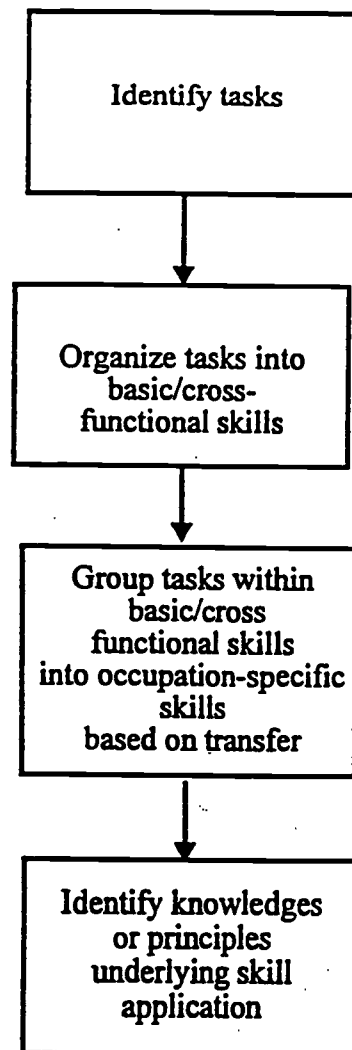 Identify tasks
Organize tasks into
basic/cross-
functional skills
Group tasks within
basic/cross
functional skills
into occupation-specific
skills
based on transfer
Identify knowledges
or principles
underlying skill
application